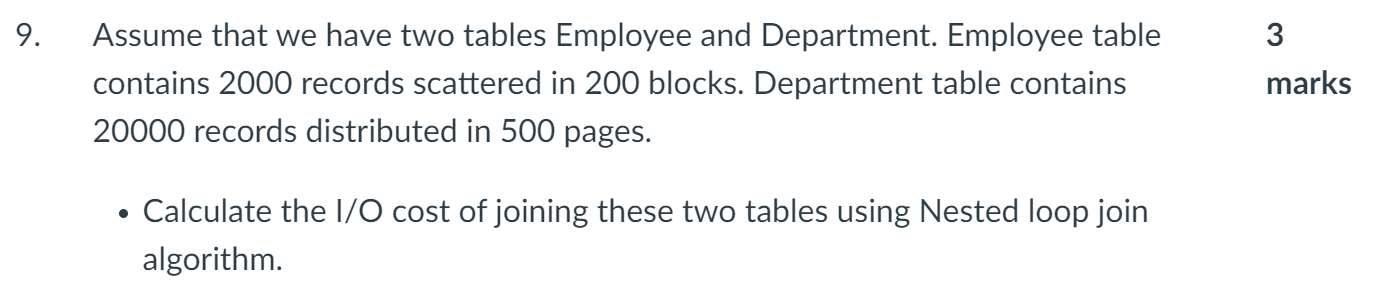 9. Assume that we have two tables Employee and Department. Employee table 3
contains 2000 records scattered in 200 blocks. Department table contains marks
20000 records distributed in 500 pages.
• Calculate the I/O cost of joining these two tables using Nested loop join
algorithm.